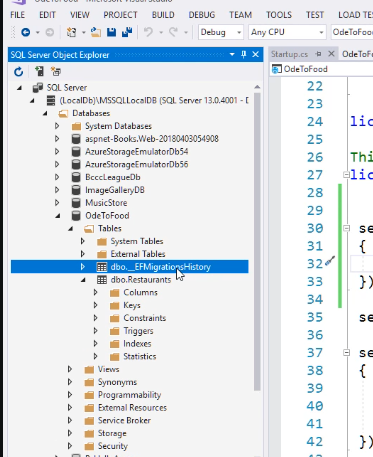 OdeToFood - Microsoft Visual Studio
FILE EDIT VIEW PROJECT BUILD DEBUG TEAM TOOLS TEST LOAD TE
Debug Any CPU OdeToFoo
SQL Server Object Explorer
Startup.cs OdeToF
OdeToFood
SQL Server
(LocalDb)\MSSQLLocalDB (SQL Server 13.0.4001 - D
Databases
System Databases
aspnet-Books.Web-20180403054908
AzureStorageEmulatorDb54
AzureStorageEmulatorDb56
BcccLeagueDb
ImageGalleryDB
MusicStore
OdeToFood
Tables
System Tables
External Tables
dbo.__EFMigrationsHistory
dbo.Restaurants
Columns
Keys
Constraints
Triggers
Indexes
Statistics
Views
Synonyms
Programmability
External Resources
Service Broker
Storage
Security
22
23
24 lic
25
26 Thi
27 lic
28
29
30 se
31 {
32
33 })
34
35 se
36
37 se
38 {
39
40
41
42 })